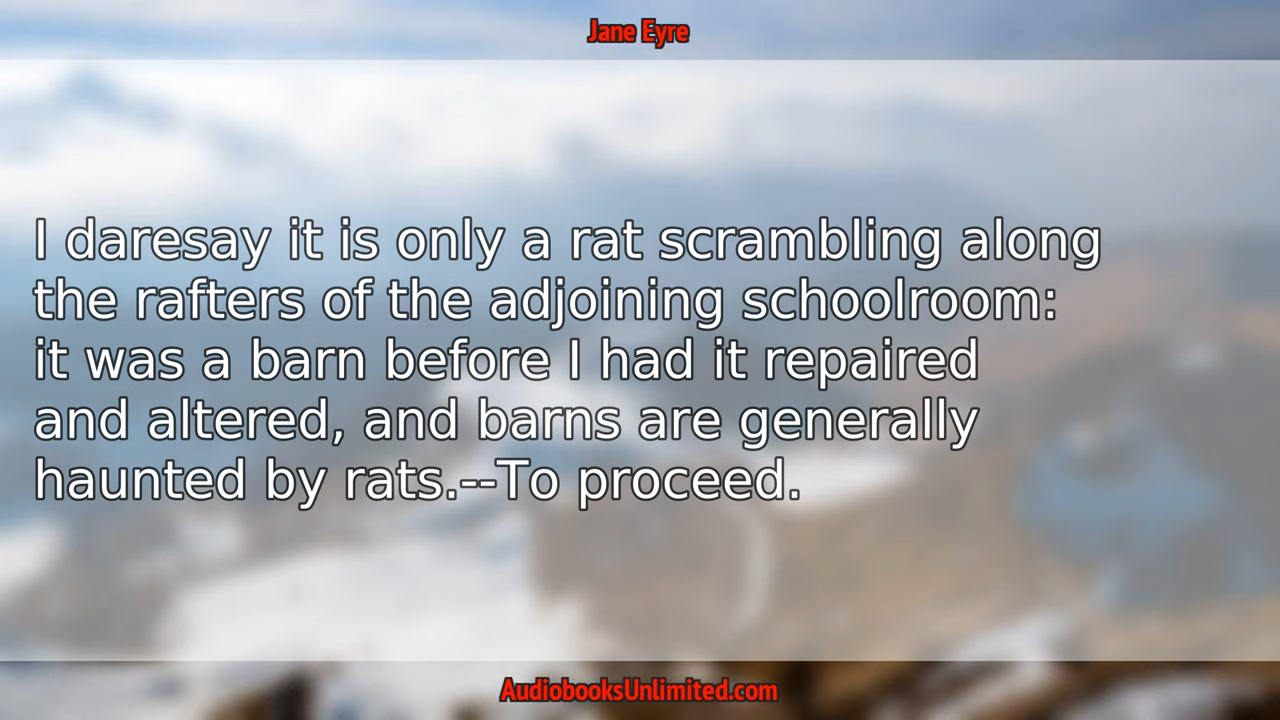 Jane Eyre
I daresay it is only a rat scrambling along
the rafters of the adjoining schoolroom:
it was a barn before I had it repaired
and altered, and barns are generally
haunted by rats.--To proceed.
AudiobooksUnlimited.com